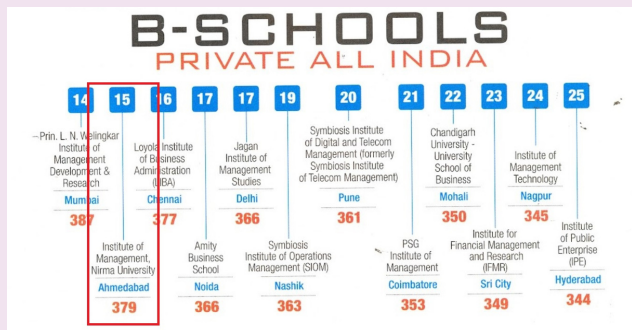 B-SCHOOLS
PRIVATE ALL INDIA
14
Prin. L. N. Welingkar
Institute of
Management
Development &
Research
Mumbai
387
15
Institute of
Management,
Nirma University
Ahmedabad
379
16
Loyola Institute
of Business
Administration
(LIBA)
Chennai
377
17
Amity
Business
School
Noida
366
17
Jagan
Institute of
Management
Studies
Delhi
366
19
Symbiosis
Institute of Operations
Management (SIOM)
Nashik
363
20
Symbiosis Institute
of Digital and Telecom
Management (formerly
Symbiosis Institute
of Telecom Management)
Pune
361
21
PSG
Institute of
Management
Coimbatore
353
22
Chandigarh
University -
University
School of
Business
Mohali
350
23
Institute for
Financial Management
and Research
(IFMR)
Sri City
349
24
Institute of
Management
Technology
Nagpur
345
25
Institute
of Public
Enterprise
(IPE)
Hyderabad
344